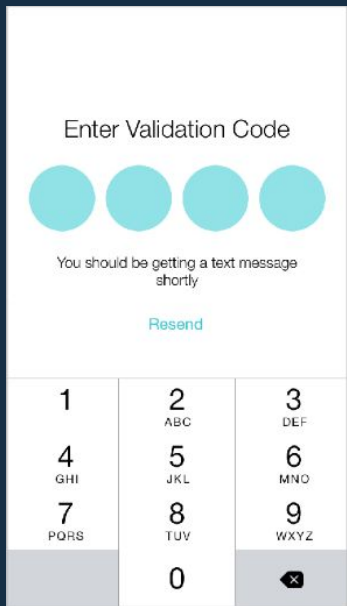 Enter Validation Code
You should be getting a text message
shortly
Resend
1 2 3
ABC DEF
4 5 6
GHI JKL MNO
7 8 9
PQRS TUV WXYZ
0